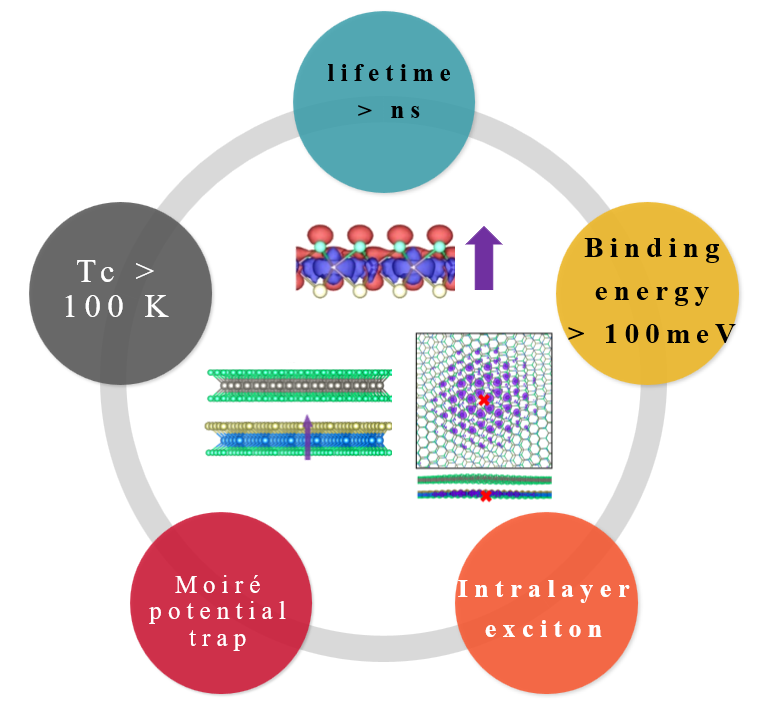 lifetime
> ns
Tc >
100 K
Binding
energy
> 100meV
Moiré
potential
trap
Intralayer
exciton